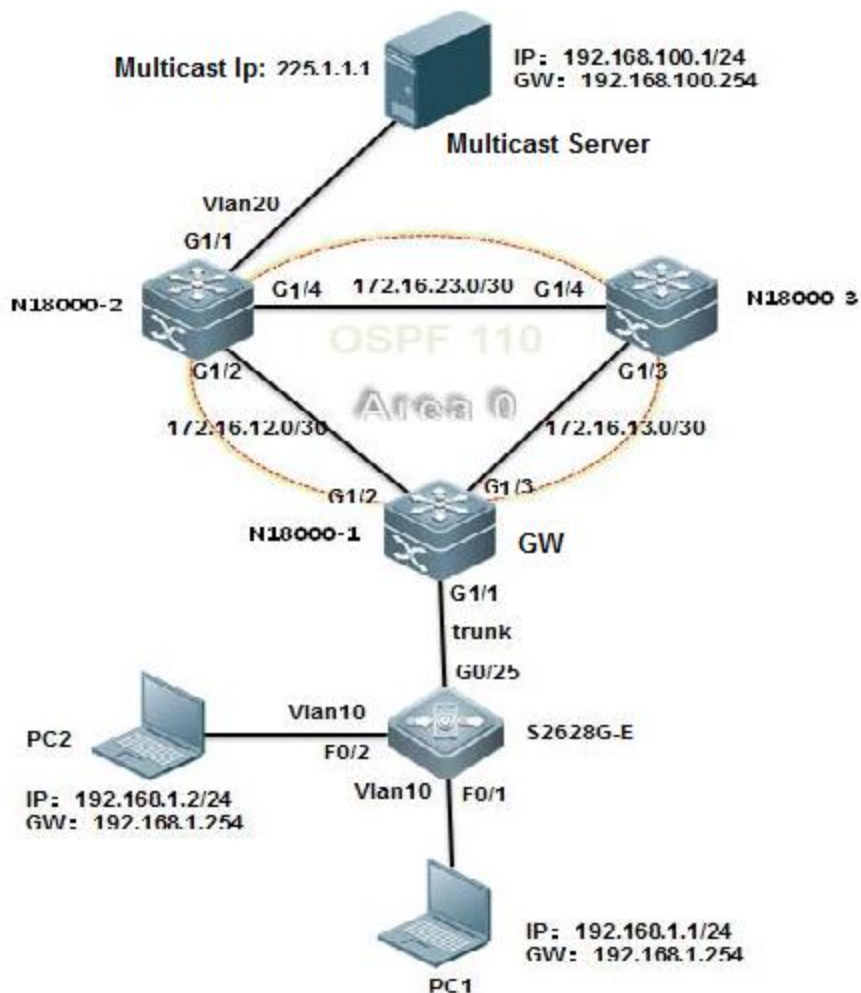 Multicast Ip: 225.1.1.1
IP: 192.168.100.1/24
GW: 192.168.100.254
Multicast Server
Vlan20
G1/1
N18000-2
G1/4
172.16.23.0/30
G1/4
N18000-3
OSPF 110
G1/2
G1/3
Area 0
172.16.12.0/30
172.16.13.0/30
G1/2
G1/3
N18000-1
GW
G1/1
trunk
G0/25
Vlan10
S2628G-E
PC2
F0/2
Vlan10
F0/1
IP: 192.168.1.2/24
GW: 192.168.1.254
IP: 192.168.1.1/24
GW: 192.168.1.254
PC1